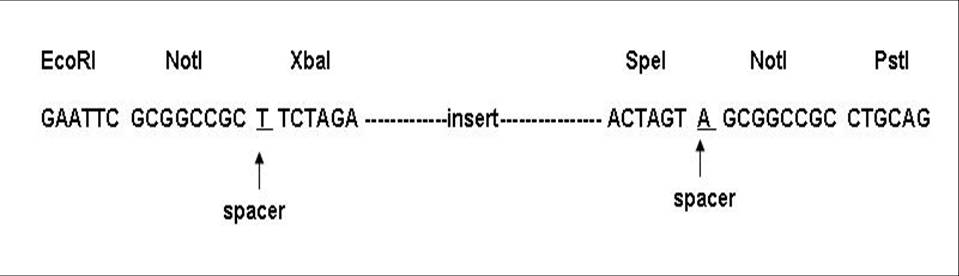 EcoRI NotI XbaI SpeI NotI PstI
GAATTC GCGGCCGC T TCTAGA -------------insert---------------- ACTAGT A GCGGCCGC CTGCAG
spacer spacer